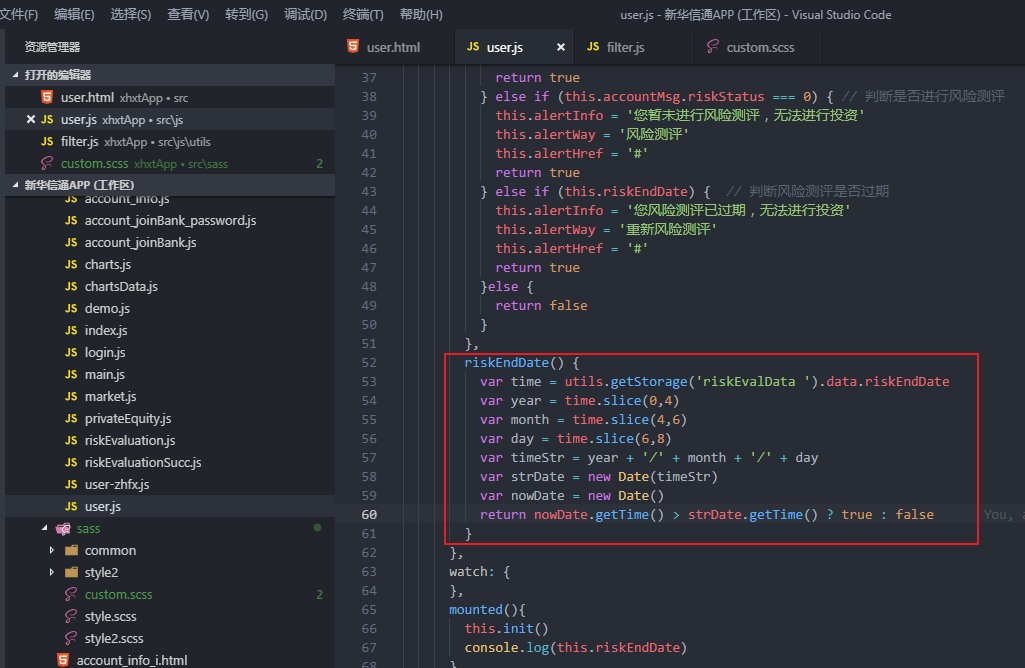 文件(F) 编辑(E) 选择(S) 查看(V) 转到(G) 调试(D) 终端(T) 帮助(H) user.js - 新华信通APP (工作区) - Visual Studio Code
资源管理器
打开的编辑器
user.html xhxtApp • src
× JS user.js xhxtApp • src\js
JS filter.js xhxtApp • src\js\utils
custom.scss xhxtApp • src\sass 2
新华信通APP (工作区)
JS account_info.js
JS account_joinBank_password.js
JS account_joinBank.js
JS charts.js
JS chartsData.js
JS demo.js
JS index.js
JS login.js
JS main.js
JS market.js
JS privateEquity.js
JS riskEvaluation.js
JS riskEvaluationSucc.js
JS user-zhfx.js
JS user.js
sass
common
style2
custom.scss 2
style.scss
style2.scss
account_info_i.html
user.html JS user.js × JS filter.js custom.scss
37 return true
38 } else if (this.accountMsg.riskStatus === 0) { // 判断是否进行风险测评
39 this.alertInfo = '您暂未进行风险测评，无法进行投资'
40 this.alertWay = '风险测评'
41 this.alertHref = '#'
42 return true
43 } else if (this.riskEndDate) { // 判断风险测评是否过期
44 this.alertInfo = '您风险测评已过期，无法进行投资'
45 this.alertWay = '重新风险测评'
46 this.alertHref = '#'
47 return true
48 }else {
49 return false
50 }
51 },
52 riskEndDate() {
53 var time = utils.getStorage('riskEvalData ').data.riskEndDate
54 var year = time.slice(0,4)
55 var month = time.slice(4,6)
56 var day = time.slice(6,8)
57 var timeStr = year + '/' + month + '/' + day
58 var strDate = new Date(timeStr)
59 var nowDate = new Date()
60 return nowDate.getTime() > strDate.getTime() ? true : false You,
61 }
62 },
63 watch: {
64 },
65 mounted(){
66 this.init()
67 console.log(this.riskEndDate)
68 }